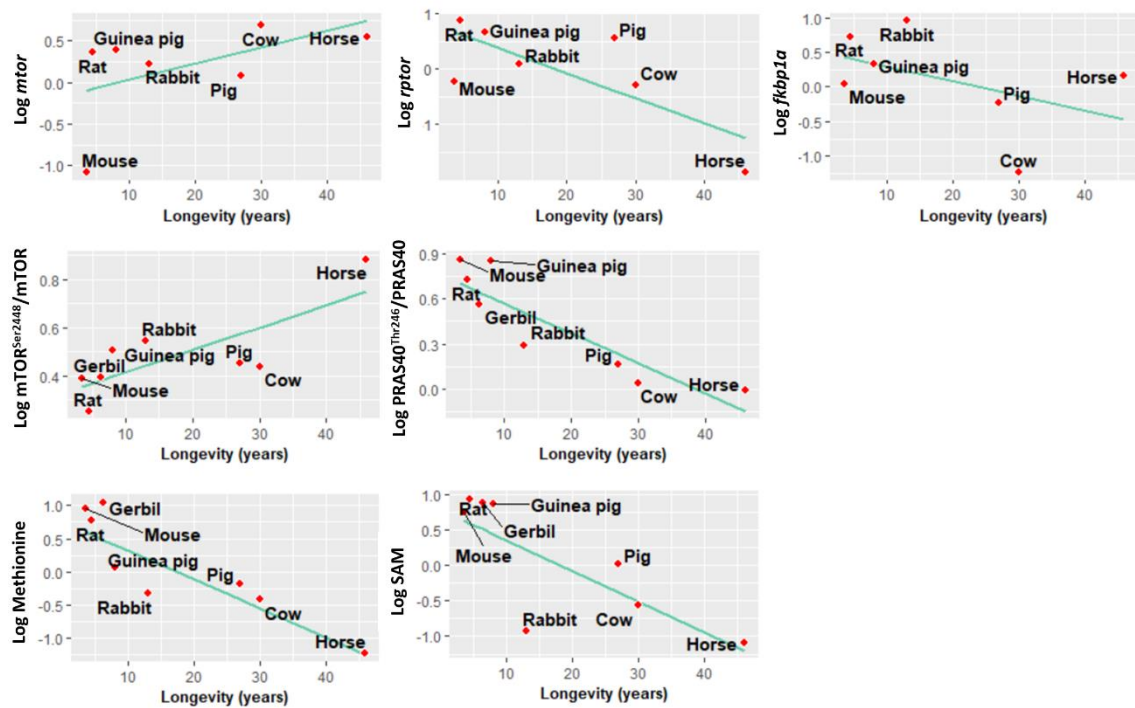 Log mtor
0.5
0.0
-0.5
-1.0
Guinea pig
Rat
Rabbit
Mouse
Cow
Horse
Pig
10 20 30 40
Longevity (years)
Log rptor
1
0
1
Rat
Guinea pig
Pig
Rabbit
Mouse
Cow
Horse
10 20 30 40
Longevity (years)
Log fkbp1a
1.0
0.5
0.0
-0.5
-1.0
Rabbit
Rat
Guinea pig
Mouse
Horse
Pig
Cow
10 20 30 40
Longevity (years)
Log mTOR^Ser2448/mTOR
0.8
0.6
0.4
Horse
Rabbit
Guinea pig
Pig
Gerbil
Mouse
Cow
Rat
10 20 30 40
Longevity (years)
Log PRAS40^Thr246/PRAS40
0.9
0.6
0.3
0.0
Guinea pig
Mouse
Rat
Gerbil
Rabbit
Pig
Cow
Horse
10 20 30 40
Longevity (years)
Log Methionine
1.0
0.5
0.0
-0.5
-1.0
Gerbil
Mouse
Rat
Guinea pig
Pig
Rabbit
Cow
Horse
10 20 30 40
Longevity (years)
Log SAM
1.0
0.5
0.0
-0.5
-1.0
Rat
Guinea pig
Gerbil
Mouse
Pig
Rabbit
Cow
Horse
10 20 30 40
Longevity (years)